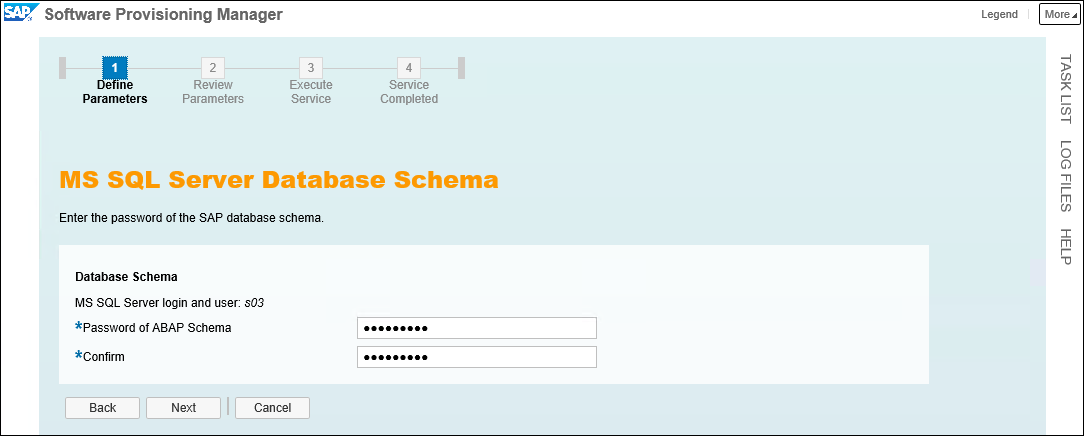 SAP Software Provisioning Manager
Legend
More
1 2 3 4
Define Parameters
Review Parameters
Execute Service
Service Completed
TASK LIST
LOG FILES
HELP
MS SQL Server Database Schema
Enter the password of the SAP database schema.
Database Schema
MS SQL Server login and user: s03
*Password of ABAP Schema ●●●●●●●●●
*Confirm ●●●●●●●●●
Back Next Cancel